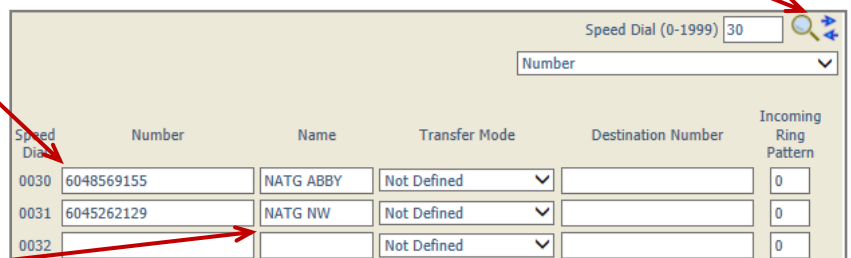 Speed Dial (0-1999) 30
Number
Speed Dial Number Name Transfer Mode Destination Number Incoming Ring Pattern
0030 6048569155 NATG ABBY Not Defined 0
0031 6045262129 NATG NW Not Defined 0
0032 Not Defined 0